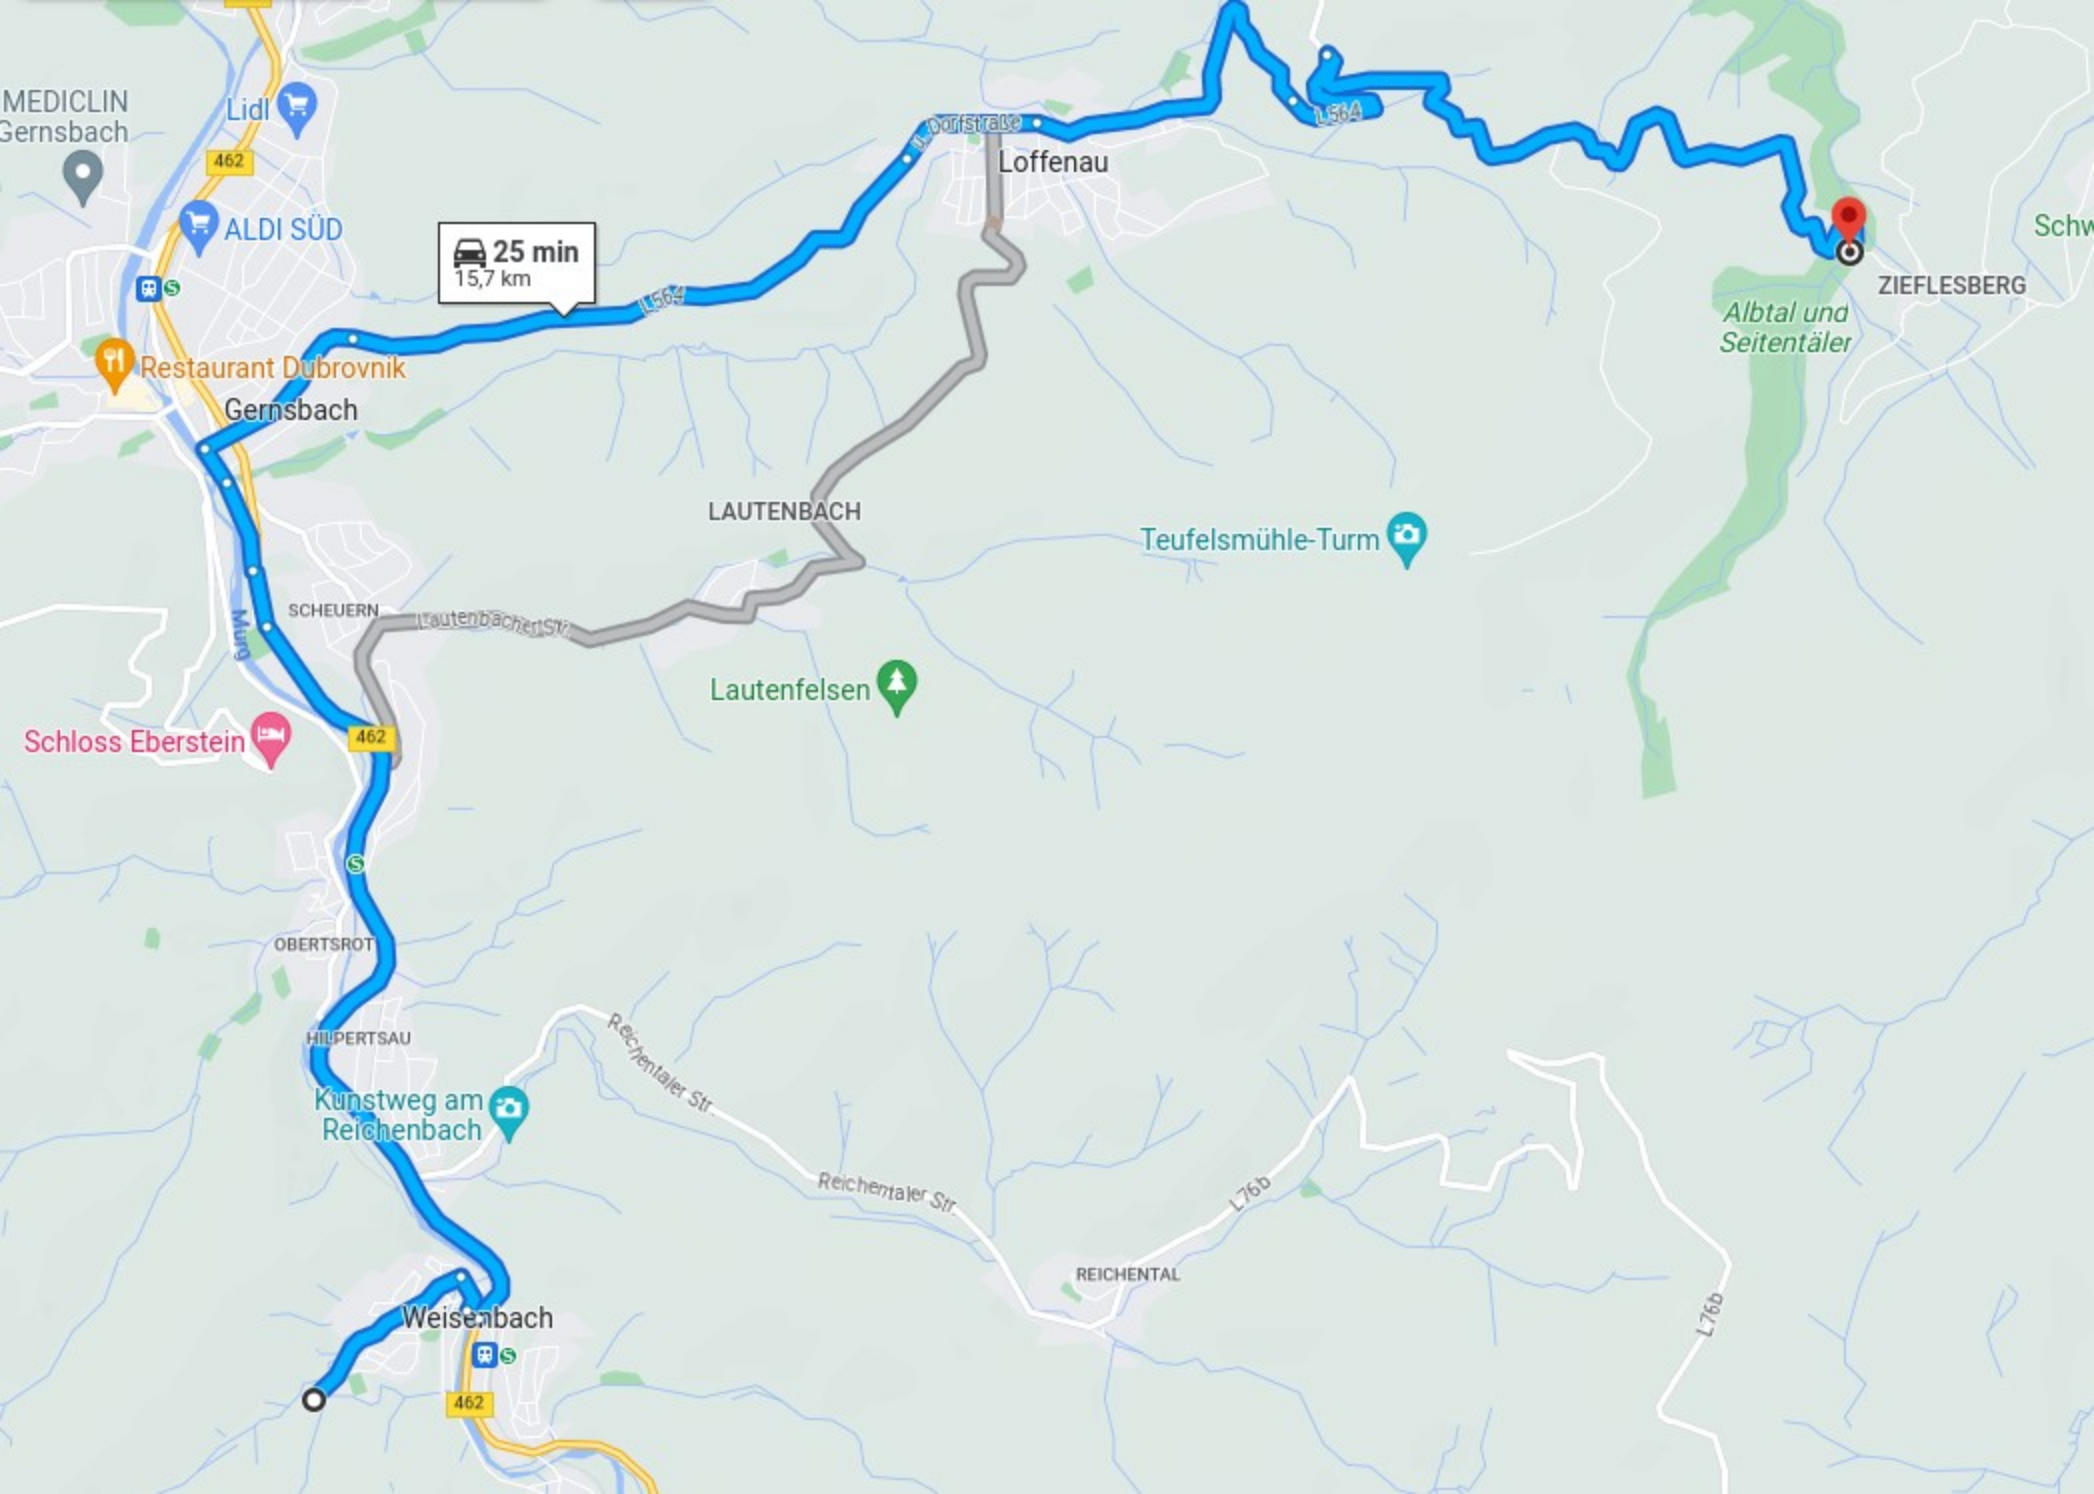 MEDICLIN
Gernsbach
Lidl
462
ALDI SÜD
S
25 min
15,7 km
L 564
U. Dorfstraße
Loffenau
L 564
Schw
ZIEFLESBERG
Albtal und
Seitentäler
Restaurant Dubrovnik
Gernsbach
LAUTENBACH
Teufelsmühle-Turm
SCHEUERN
Murg
Lautenbacher Str.
Lautenfelsen
Schloss Eberstein
462
S
OBERTSROT
HILPERTSAU
Kunstweg am
Reichenbach
Reichentaler Str.
Reichentaler Str.
L76b
REICHENTAL
L76b
Weisenbach
S
462